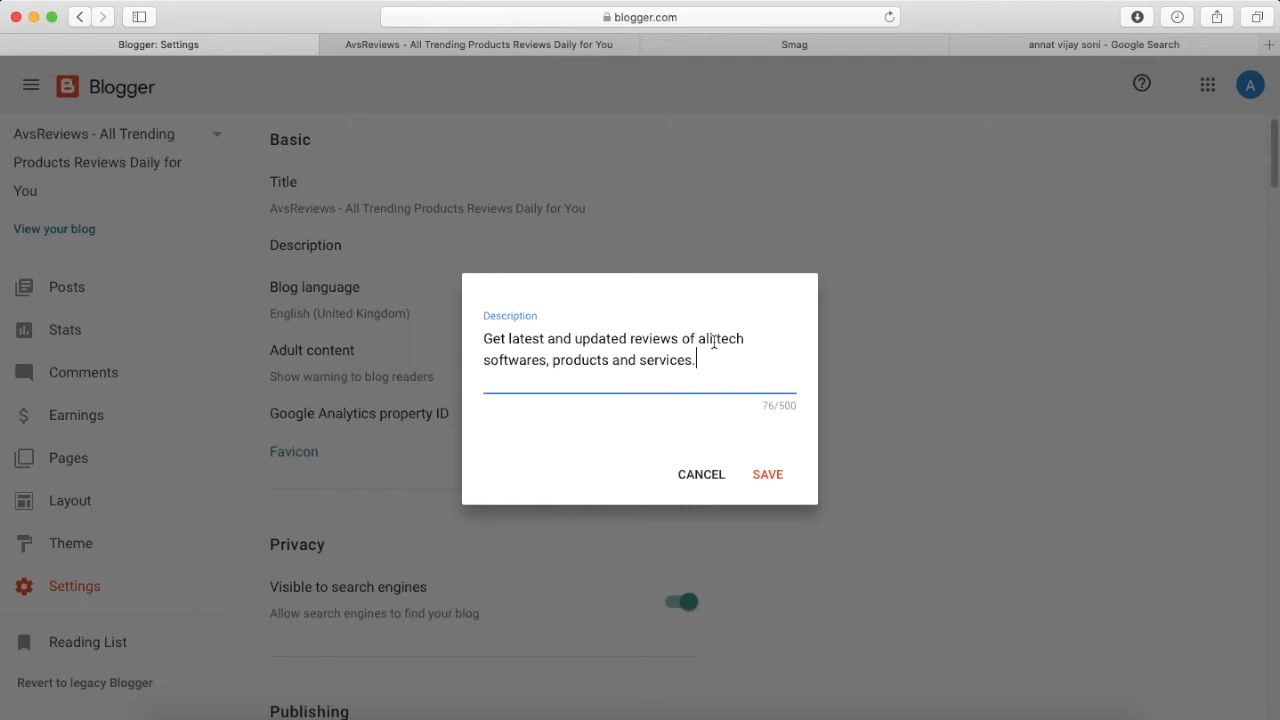 blogger.com
Blogger: Settings
AvsReviews - All Trending Products Reviews Daily for You
Smag
annat vijay soni - Google Search
Blogger
A
AvsReviews - All Trending
Products Reviews Daily for
You
View your blog
Posts
Stats
Comments
Earnings
Pages
Layout
Theme
Settings
Reading List
Revert to legacy Blogger
Basic
Title
AvsReviews - All Trending Products Reviews Daily for You
Description
Blog language
English (United Kingdom)
Adult content
Show warning to blog readers
Google Analytics property ID
Favicon
Privacy
Visible to search engines
Allow search engines to find your blog
Publishing
Description
Get latest and updated reviews of all tech
softwares, products and services.
76/500
CANCEL
SAVE